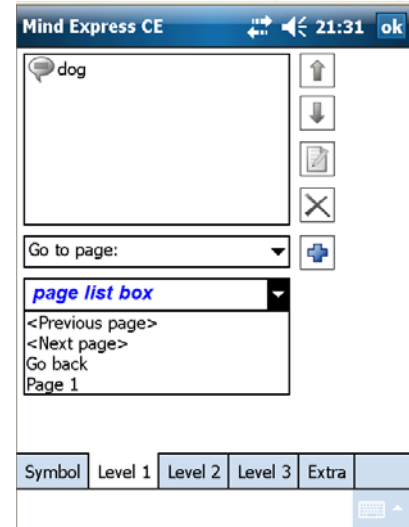 Mind Express CE 21:31 ok
dog
Go to page:
page list box
<Previous page>
<Next page>
Go back
Page 1
Symbol Level 1 Level 2 Level 3 Extra